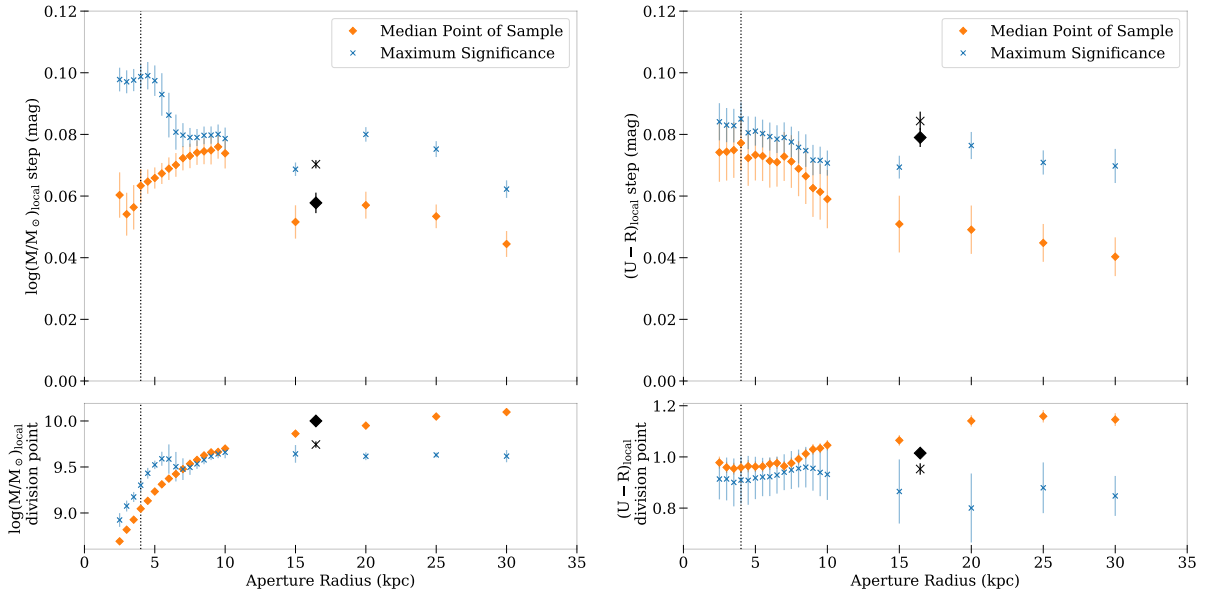 0.12
0.10
0.08
0.06
0.04
0.02
0.00
log(M/M⊙)local step (mag)
Median Point of Sample
Maximum Significance
10.0
9.5
9.0
log(M/M⊙)local
division point
0 5 10 15 20 25 30 35
Aperture Radius (kpc)
0.12
0.10
0.08
0.06
0.04
0.02
0.00
(U − R)local step (mag)
Median Point of Sample
Maximum Significance
1.2
1.0
0.8
(U − R)local
division point
0 5 10 15 20 25 30 35
Aperture Radius (kpc)